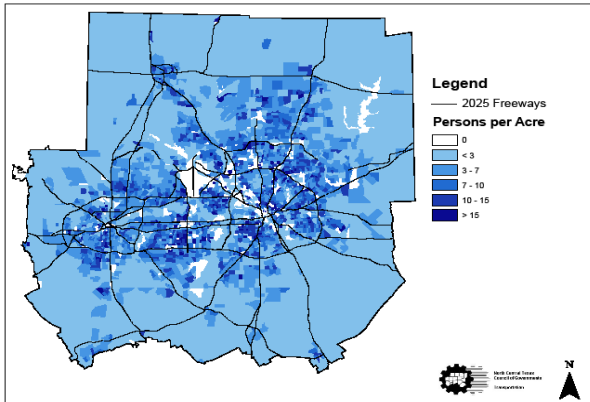 Legend
2025 Freeways
Persons per Acre
0
< 3
3 - 7
7 - 10
10 - 15
> 15
North Central Texas
Council of Governments
Transportation
N